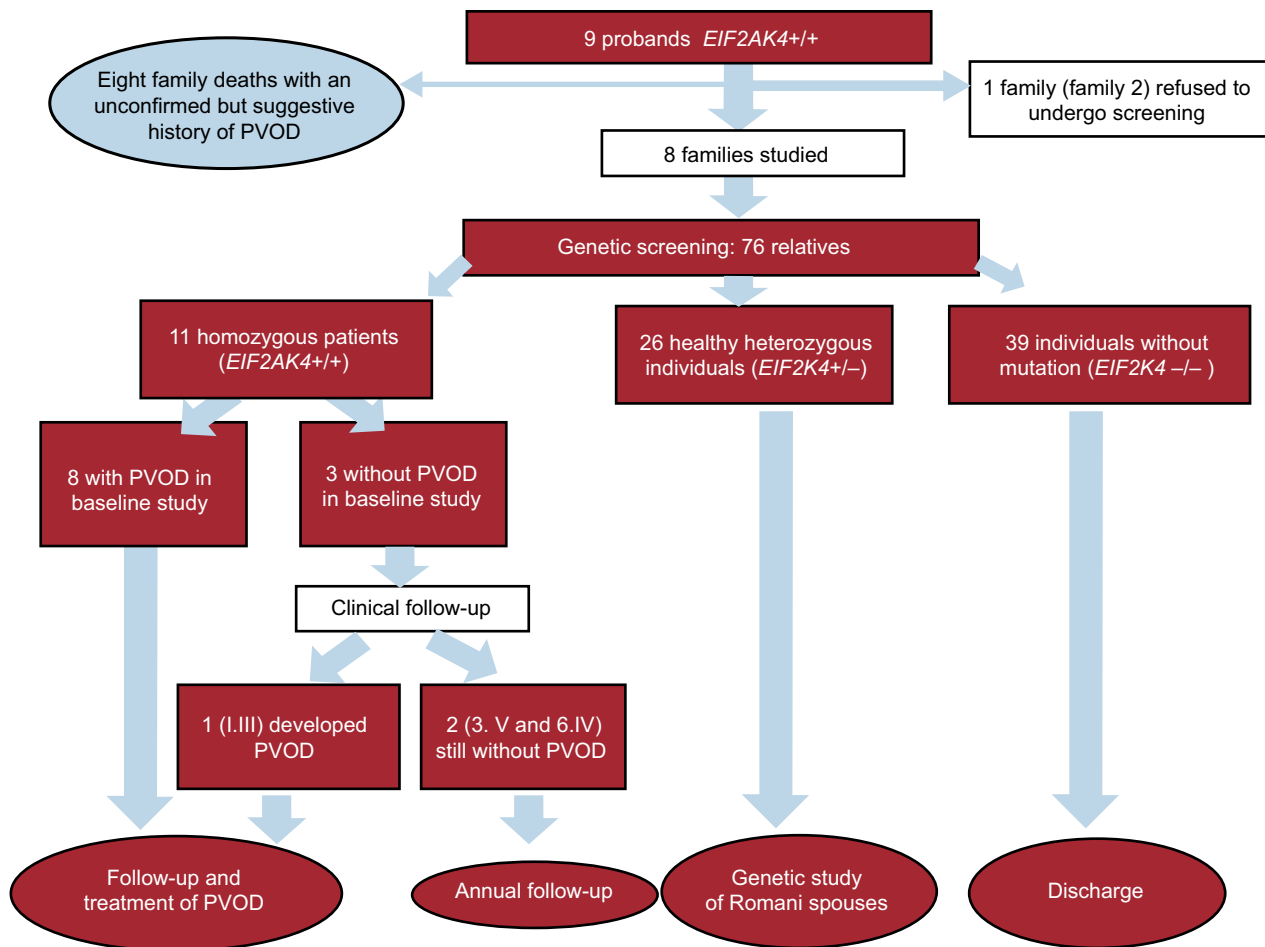 9 probands EIF2AK4+/+
Eight family deaths with an
unconfirmed but suggestive
history of PVOD
1 family (family 2) refused to
undergo screening
8 families studied
Genetic screening: 76 relatives
11 homozygous patients
(EIF2AK4+/+)
26 healthy heterozygous
individuals (EIF2K4+/–)
39 individuals without
mutation (EIF2K4 –/– )
8 with PVOD in
baseline study
3 without PVOD
in baseline study
Clinical follow-up
1 (I.III) developed
PVOD
2 (3. V and 6.IV)
still without PVOD
Follow-up and
treatment of PVOD
Annual follow-up
Genetic study
of Romani spouses
Discharge